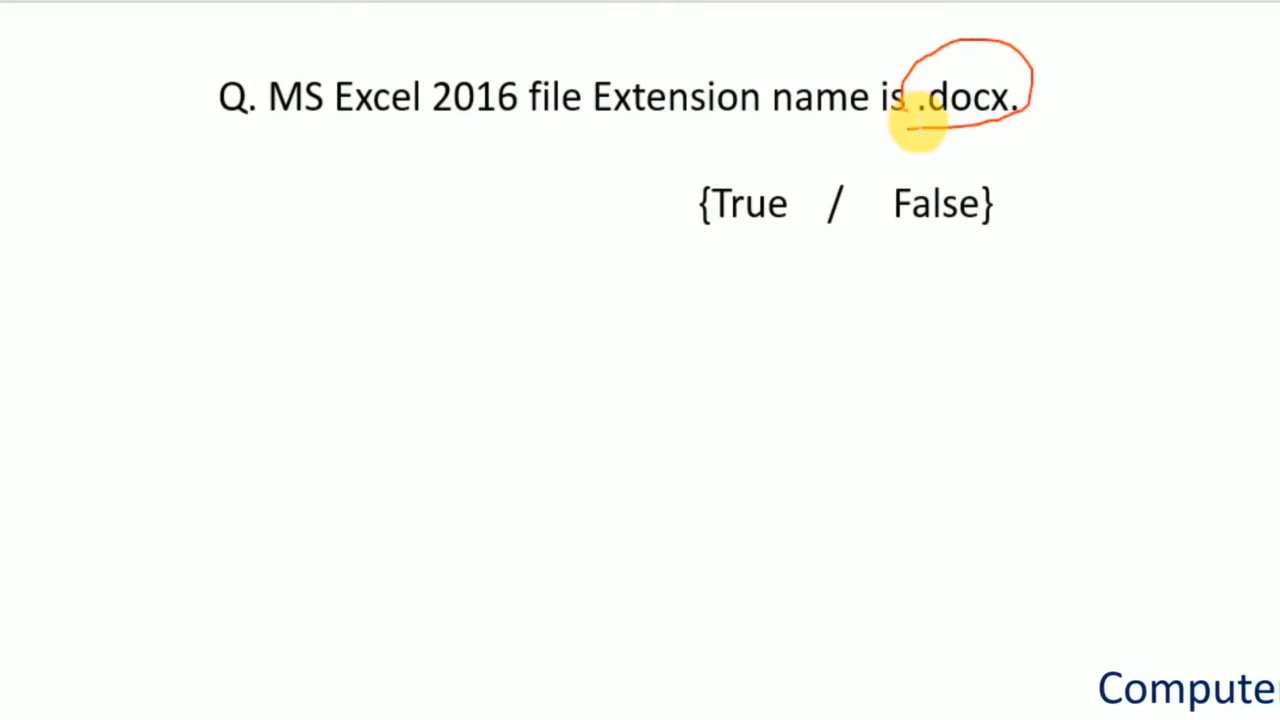 Q. MS Excel 2016 file Extension name is .docx.
{True / False}
Compute